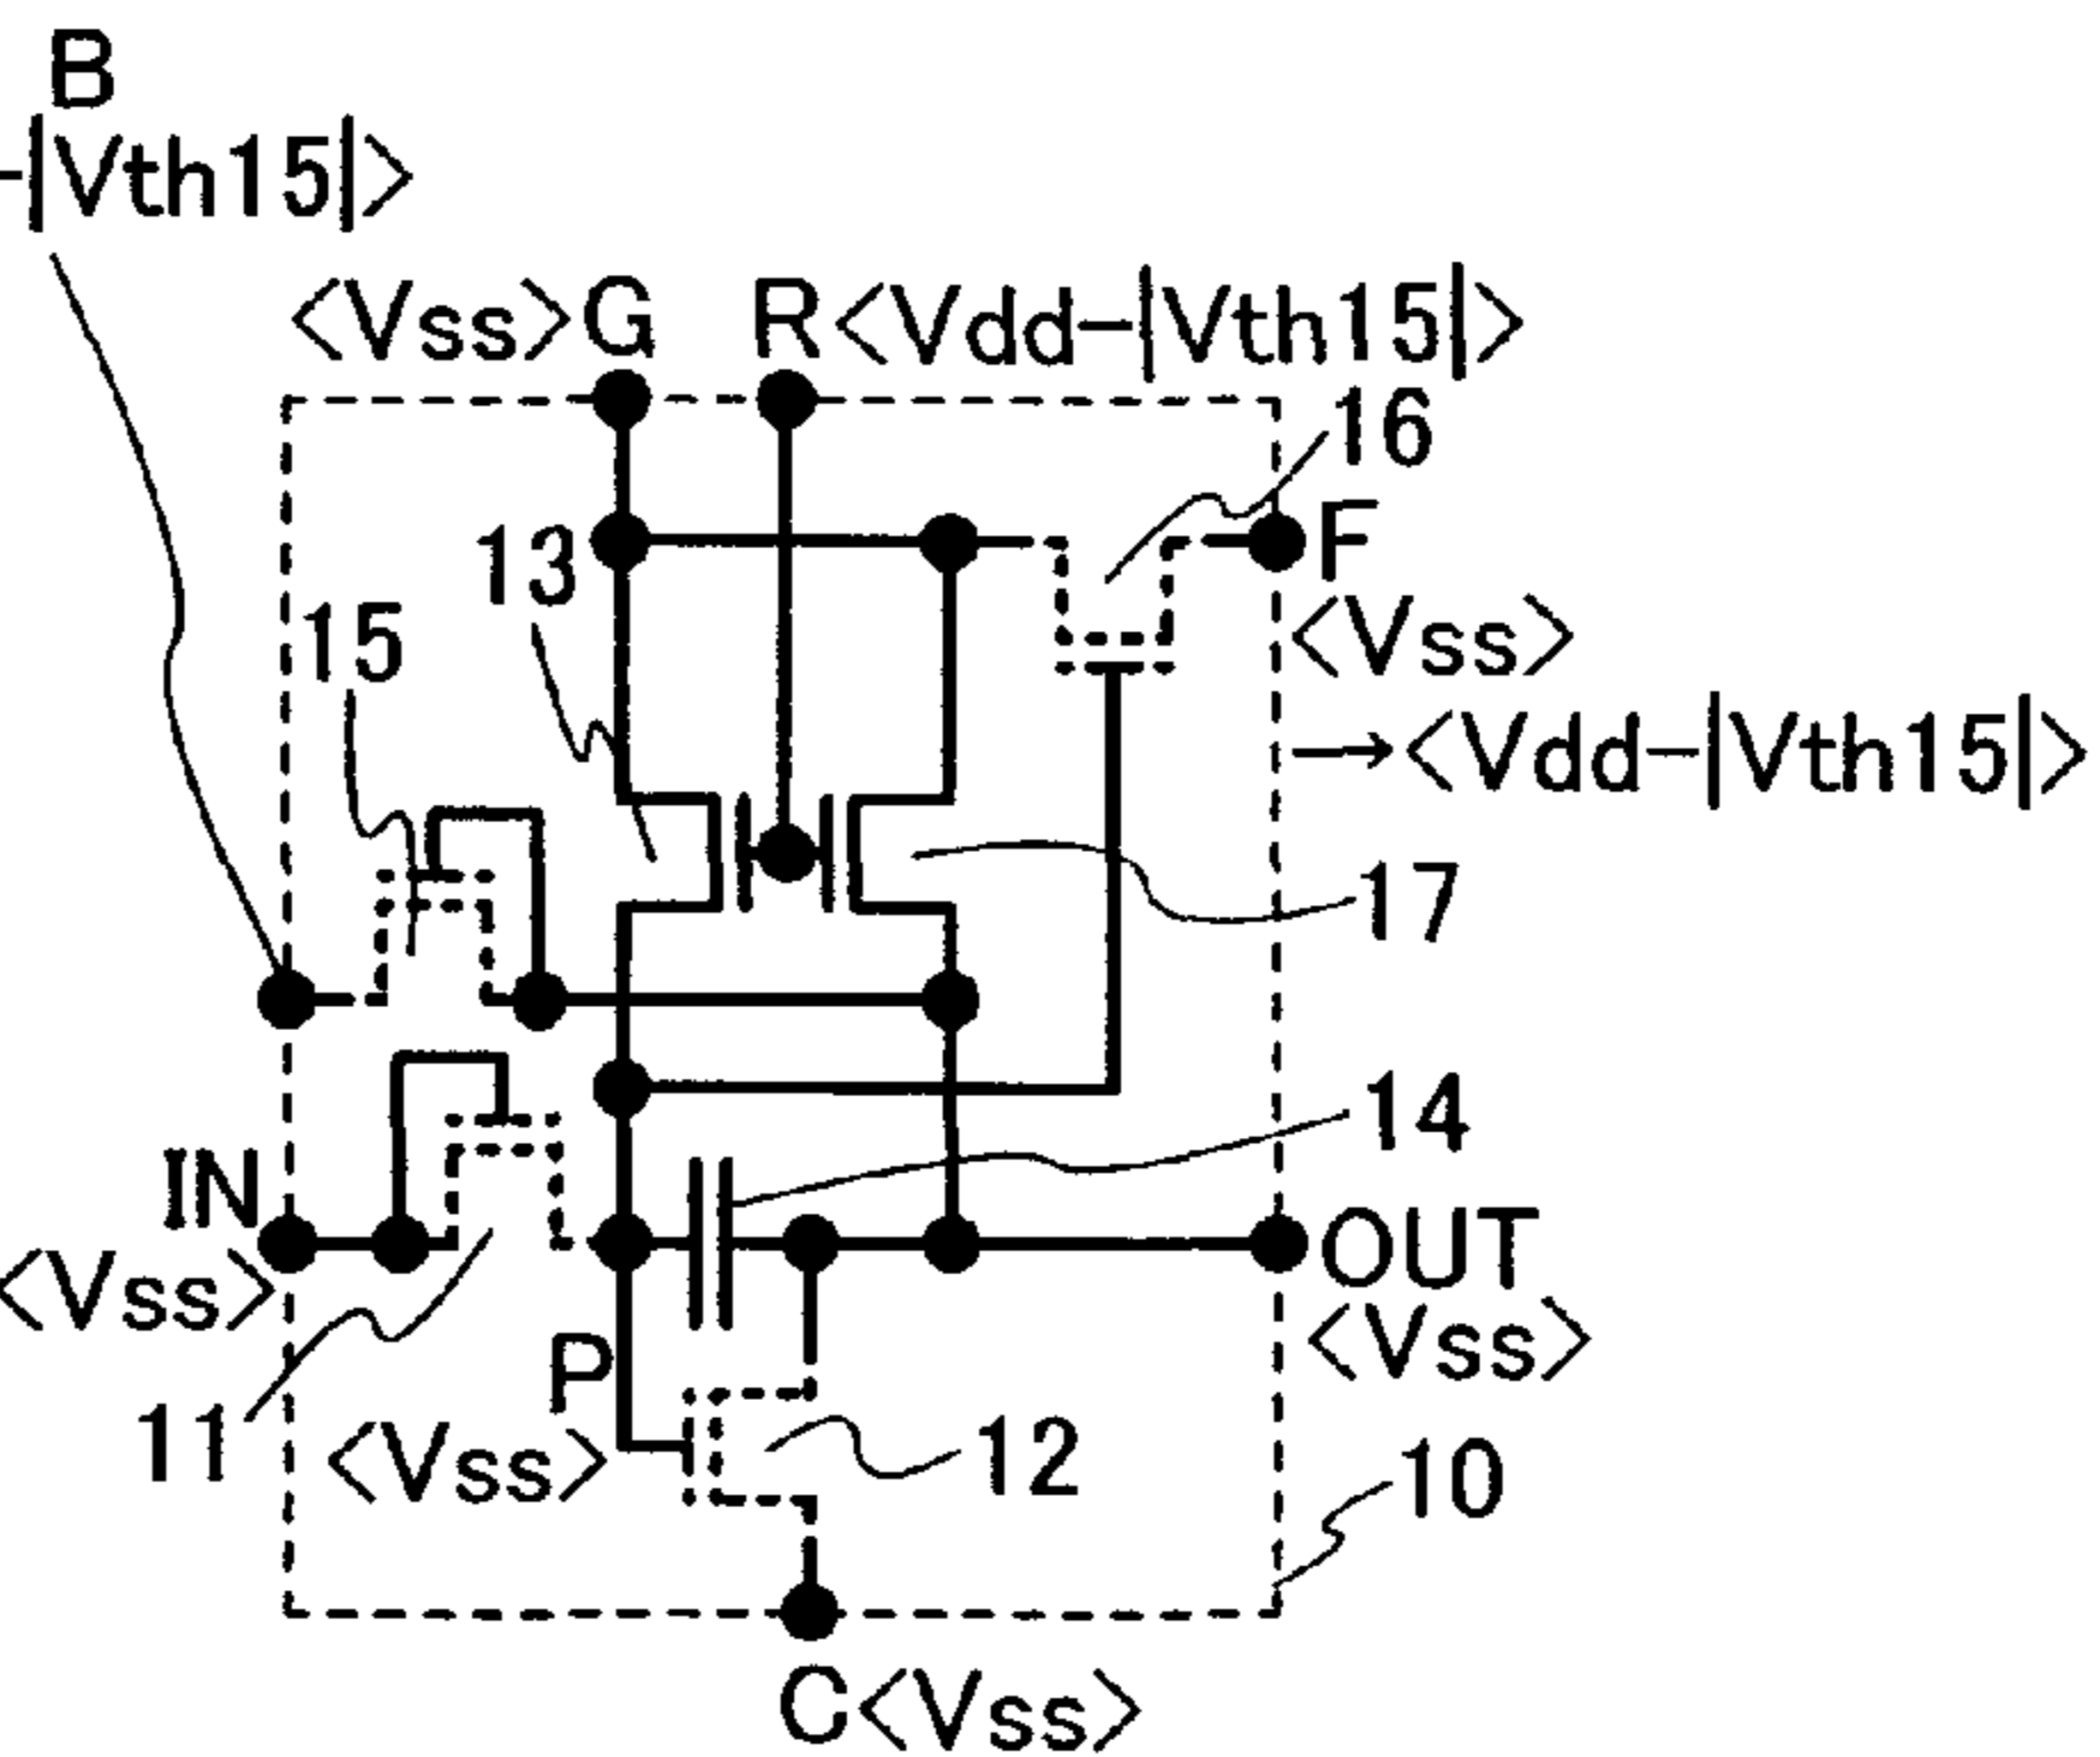 B
-|Vth15|>
<Vss>G R<Vdd-|Vth15|>
16
13
F
15
<Vss>
→<Vdd-|Vth15|>
17
14
IN
OUT
<Vss>
<Vss>
P
11
12
<Vss>
10
C<Vss>